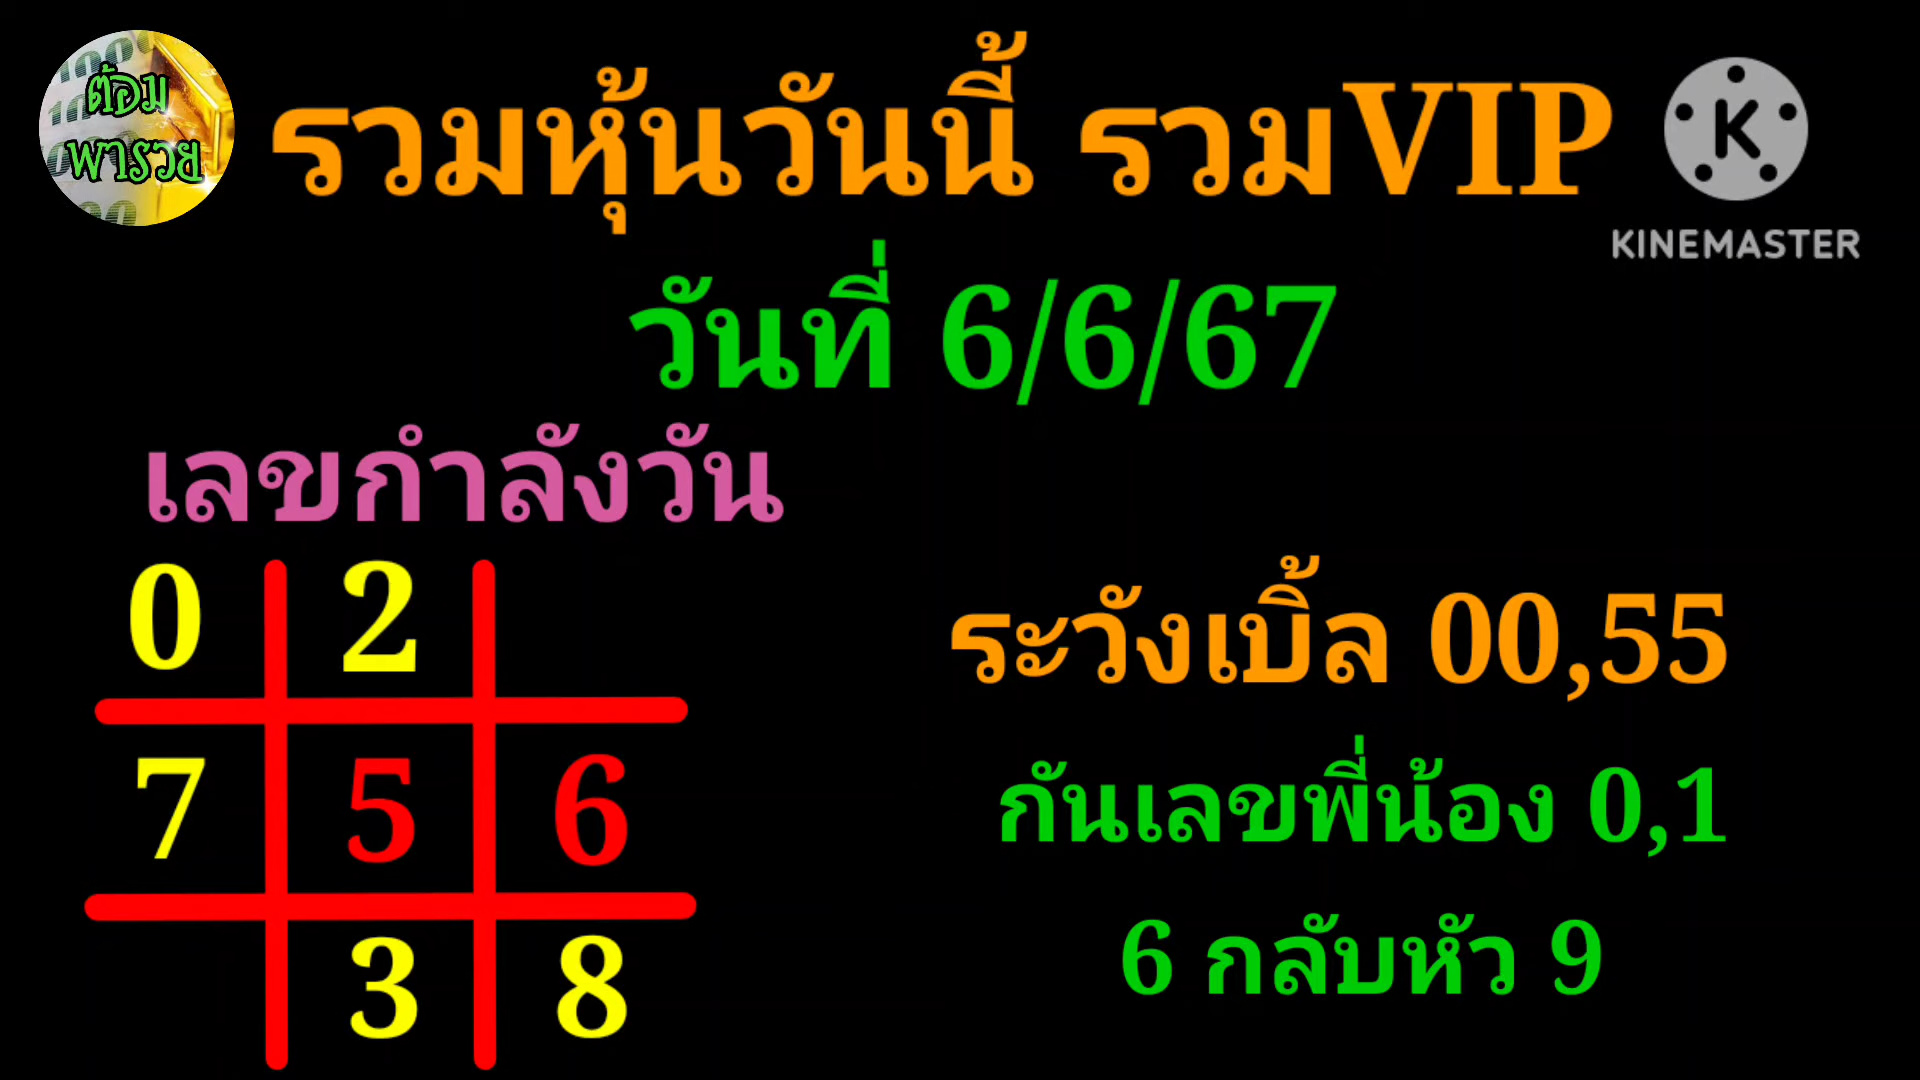 ต้อม
พารวย
รวมหุ้นวันนี้ รวมVIP
KINEMASTER
วันที่ 6/6/67
เลขกำลังวัน
0 2
7 5 6
3 8
ระวังเบิ้ล 00,55
กันเลขพี่น้อง 0,1
6 กลับหัว 9